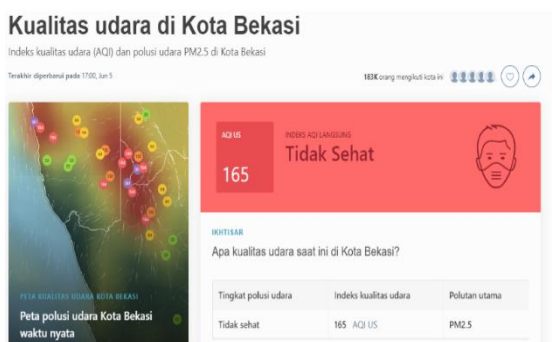 Kualitas udara di Kota Bekasi
Indeks kualitas udara (AQI) dan polusi udara PM2.5 di Kota Bekasi
Terakhir diperbarui pada 17:00, Jun 5
183K orang mengikuti kota ini
AQI US
165
INDEKS AQI LANGSUNG
Tidak Sehat
PETA KUALITAS UDARA KOTA BEKASI
Peta polusi udara Kota Bekasi
waktu nyata
IKHTISAR
Apa kualitas udara saat ini di Kota Bekasi?
Tingkat polusi udara Indeks kualitas udara Polutan utama
Tidak sehat 165 AQI US PM2.5